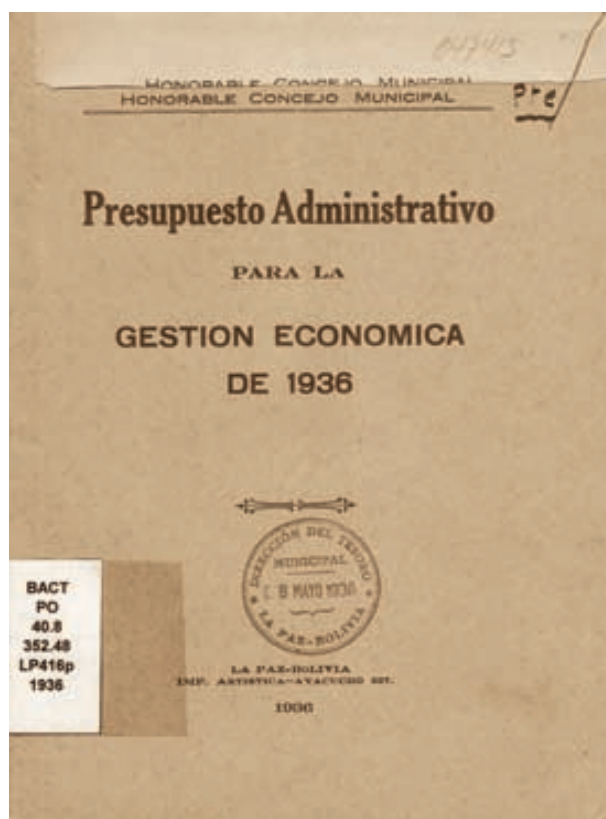 HONORABLE CONCEJO MUNICIPAL
HONORABLE CONCEJO MUNICIPAL
Pre
Presupuesto Administrativo
PARA LA
GESTION ECONOMICA
DE 1936
DIRECCIÓN DEL TESORO
MUNICIPAL
8 MAYO 1936
LA PAZ-BOLIVIA
BACT
PO
40.8
352.48
LP416p
1936
LA PAZ-BOLIVIA
IMP. ARTISTICA-AYACUCHO
1936